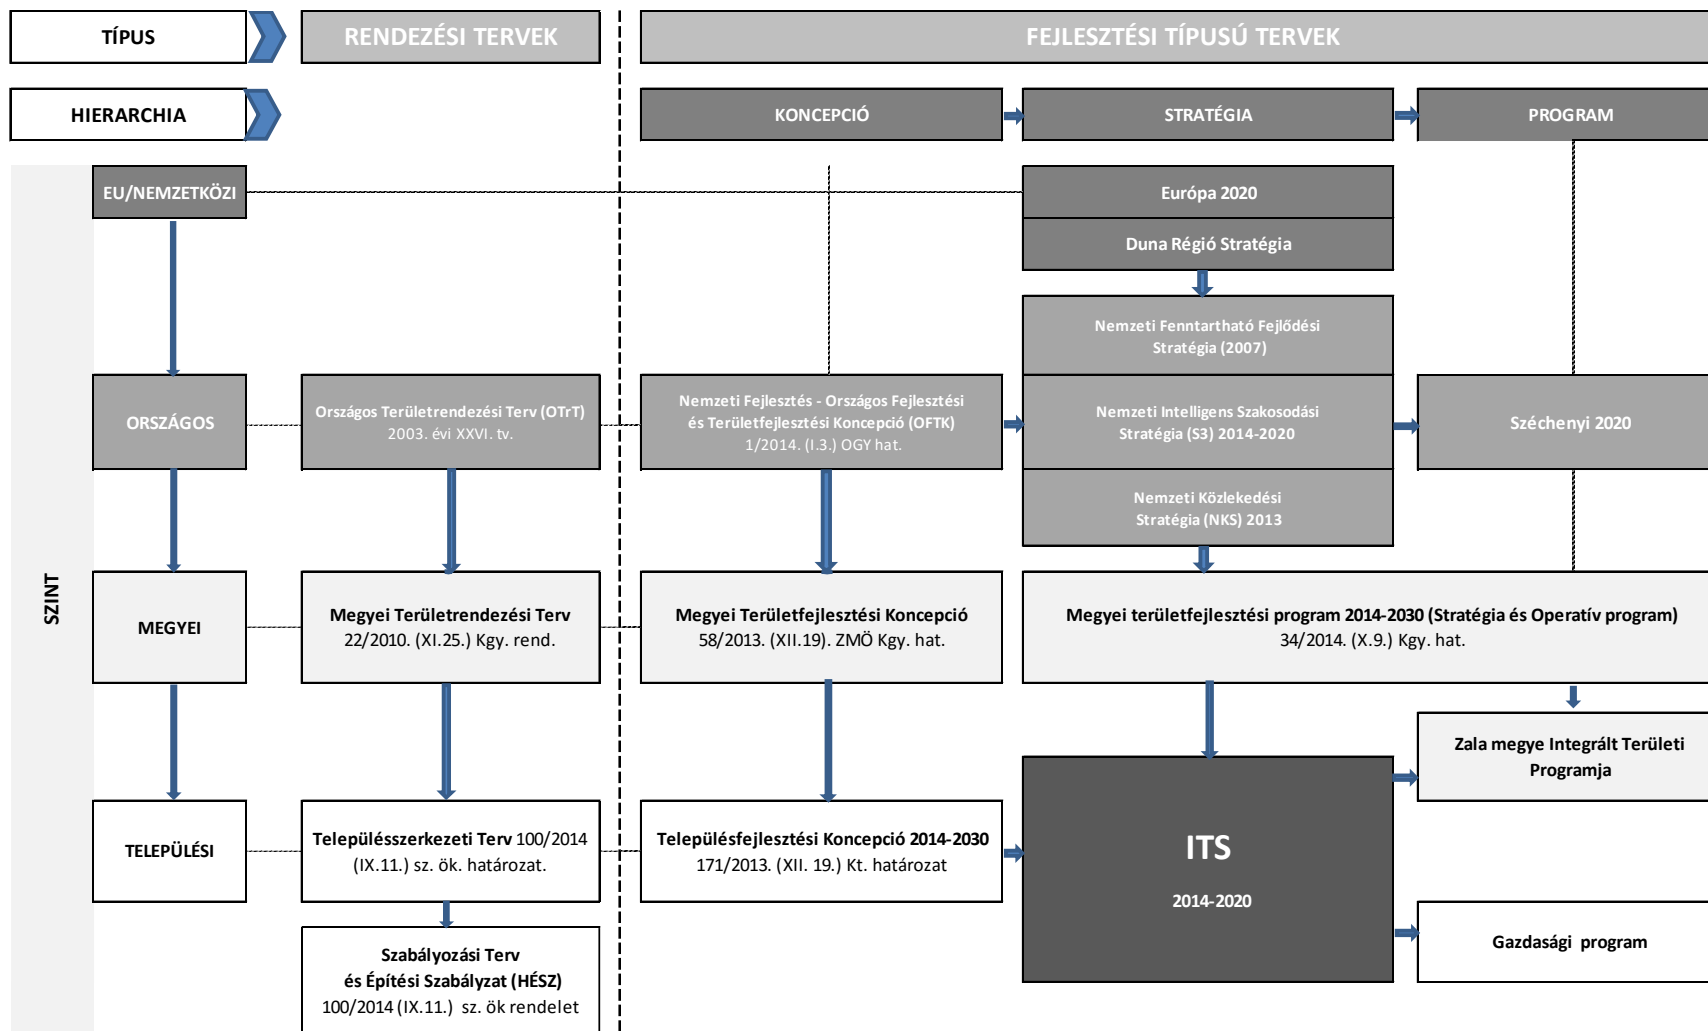 TÍPUS
RENDEZÉSI TERVEK
FEJLESZTÉSI TÍPUSÚ TERVEK
HIERARCHIA
KONCEPCIÓ
STRATÉGIA
PROGRAM
SZINT
EU/NEMZETKÖZI
Európa 2020
Duna Régió Stratégia
Nemzeti Fenntartható Fejlődési
Stratégia (2007)
ORSZÁGOS
Országos Területrendezési Terv (OTrT)
2003. évi XXVI. tv.
Nemzeti Fejlesztés - Országos Fejlesztési
és Területfejlesztési Koncepció (OFTK)
1/2014. (I.3.) OGY hat.
Nemzeti Intelligens Szakosodási
Stratégia (S3) 2014-2020
Széchenyi 2020
Nemzeti Közlekedési
Stratégia (NKS) 2013
MEGYEI
Megyei Területrendezési Terv
22/2010. (XI.25.) Kgy. rend.
Megyei Területfejlesztési Koncepció
58/2013. (XII.19). ZMÖ Kgy. hat.
Megyei területfejlesztési program 2014-2030 (Stratégia és Operatív program)
34/2014. (X.9.) Kgy. hat.
Zala megye Integrált Területi
Programja
TELEPÜLÉSI
Településszerkezeti Terv 100/2014
(IX.11.) sz. ök. határozat.
Településfejlesztési Koncepció 2014-2030
171/2013. (XII. 19.) Kt. határozat
ITS
2014-2020
Gazdasági program
Szabályozási Terv
és Építési Szabályzat (HÉSZ)
100/2014 (IX.11.) sz. ök rendelet